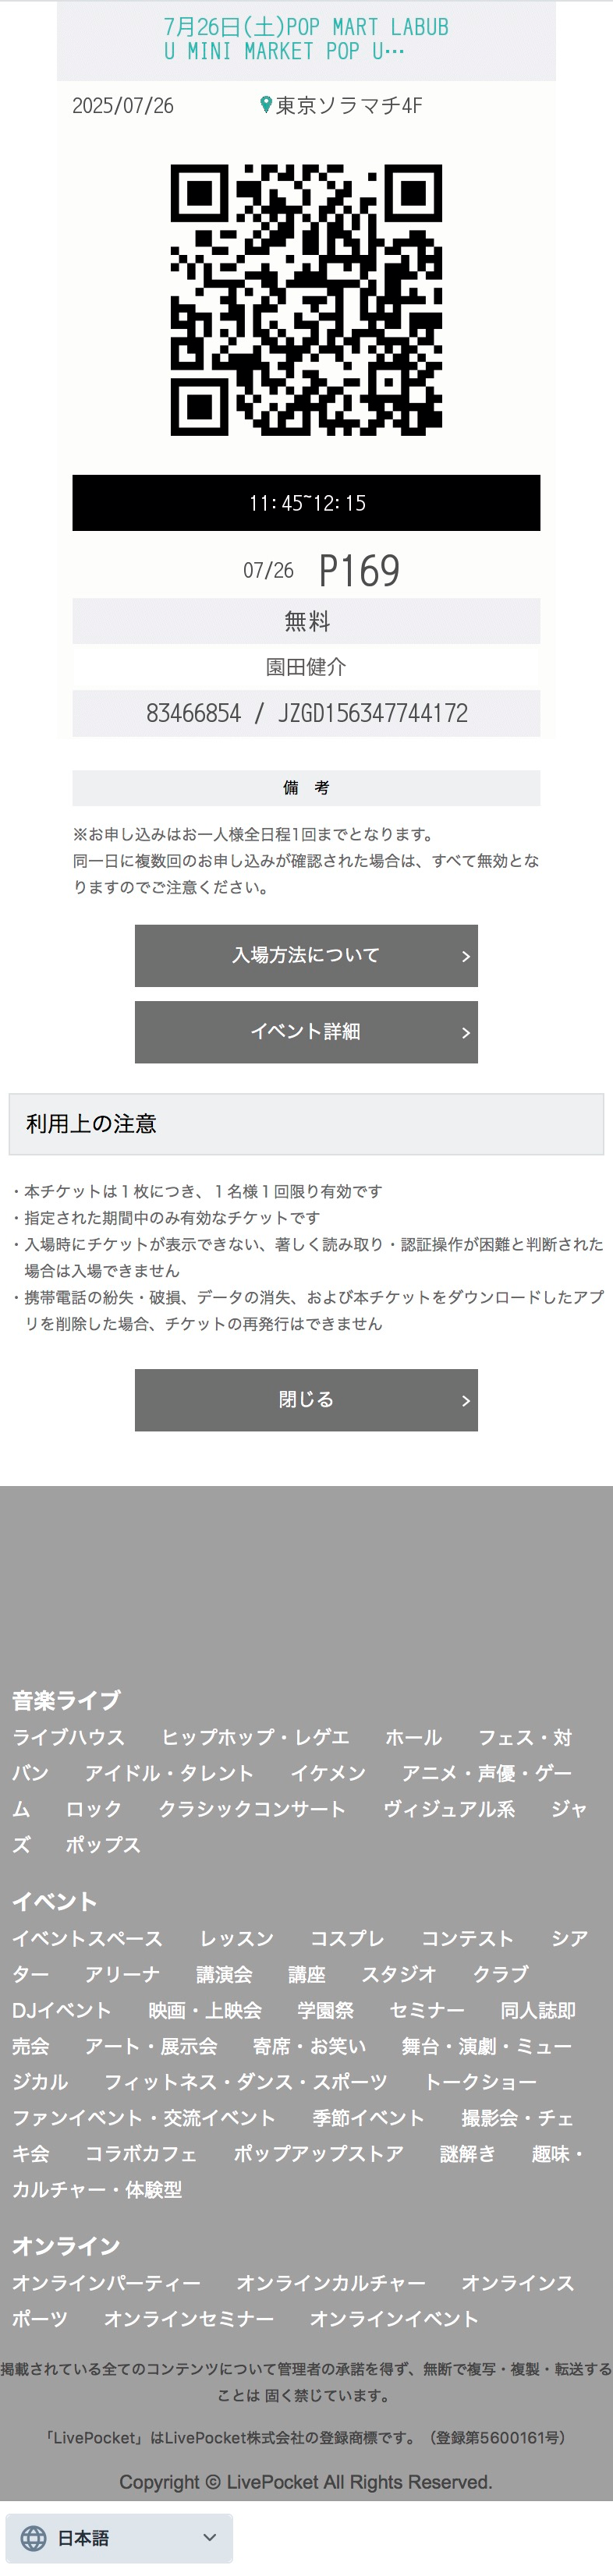 7月26日(土)POP MART LABUB
U MINI MARKET POP U…
2025/07/26
東京ソラマチ4F
11:45~12:15
07/26 P169
無料
園田健介
83466854 / JZGD156347744172
備　考
※お申し込みはお一人様全日程1回までとなります。
同一日に複数回のお申し込みが確認された場合は、すべて無効とな
りますのでご注意ください。
入場方法について
イベント詳細
利用上の注意
・本チケットは１枚につき、１名様１回限り有効です
・指定された期間中のみ有効なチケットです
・入場時にチケットが表示できない、著しく読み取り・認証操作が困難と判断された
場合は入場できません
・携帯電話の紛失・破損、データの消失、および本チケットをダウンロードしたアプ
リを削除した場合、チケットの再発行はできません
閉じる
音楽ライブ
ライブハウス　ヒップホップ・レゲエ　ホール　フェス・対
バン　アイドル・タレント　イケメン　アニメ・声優・ゲー
ム　ロック　クラシックコンサート　ヴィジュアル系　ジャ
ズ　ポップス
イベント
イベントスペース　レッスン　コスプレ　コンテスト　シア
ター　アリーナ　講演会　講座　スタジオ　クラブ
DJイベント　映画・上映会　学園祭　セミナー　同人誌即
売会　アート・展示会　寄席・お笑い　舞台・演劇・ミュー
ジカル　フィットネス・ダンス・スポーツ　トークショー
ファンイベント・交流イベント　季節イベント　撮影会・チェ
キ会　コラボカフェ　ポップアップストア　謎解き　趣味・
カルチャー・体験型
オンライン
オンラインパーティー　オンラインカルチャー　オンラインス
ポーツ　オンラインセミナー　オンラインイベント
掲載されている全てのコンテンツについて管理者の承諾を得ず、無断で複写・複製・転送する
ことは 固く禁じています。
「LivePocket」はLivePocket株式会社の登録商標です。（登録第5600161号）
Copyright © LivePocket All Rights Reserved.
日本語